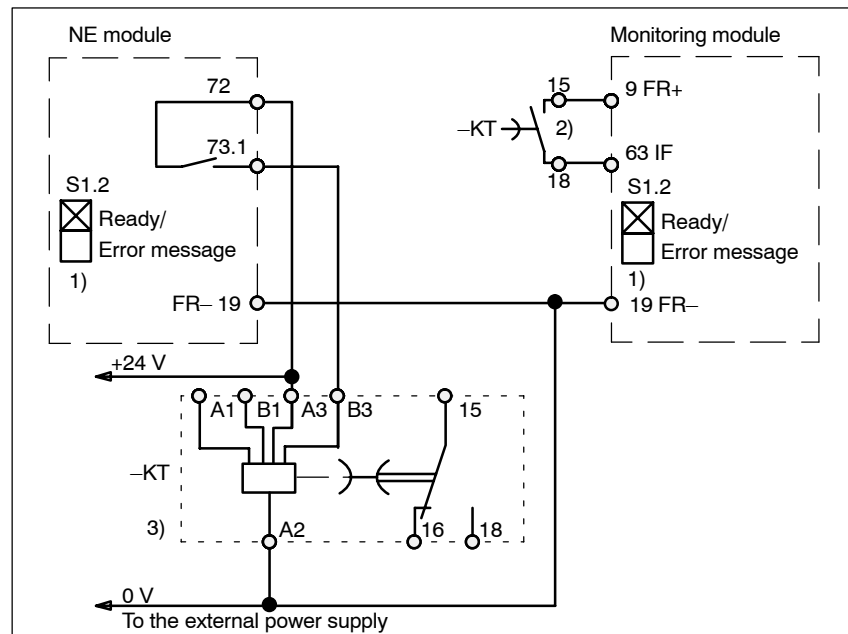 NE module
Monitoring module
72
15
9 FR+
–KT
2)
73.1
63 IF
18
S1.2
Ready/
Error message
1)
S1.2
Ready/
Error message
1)
FR– 19
19 FR–
+24 V
A1
B1
A3
B3
15
–KT
3)
A2
16
18
0 V
To the external power supply